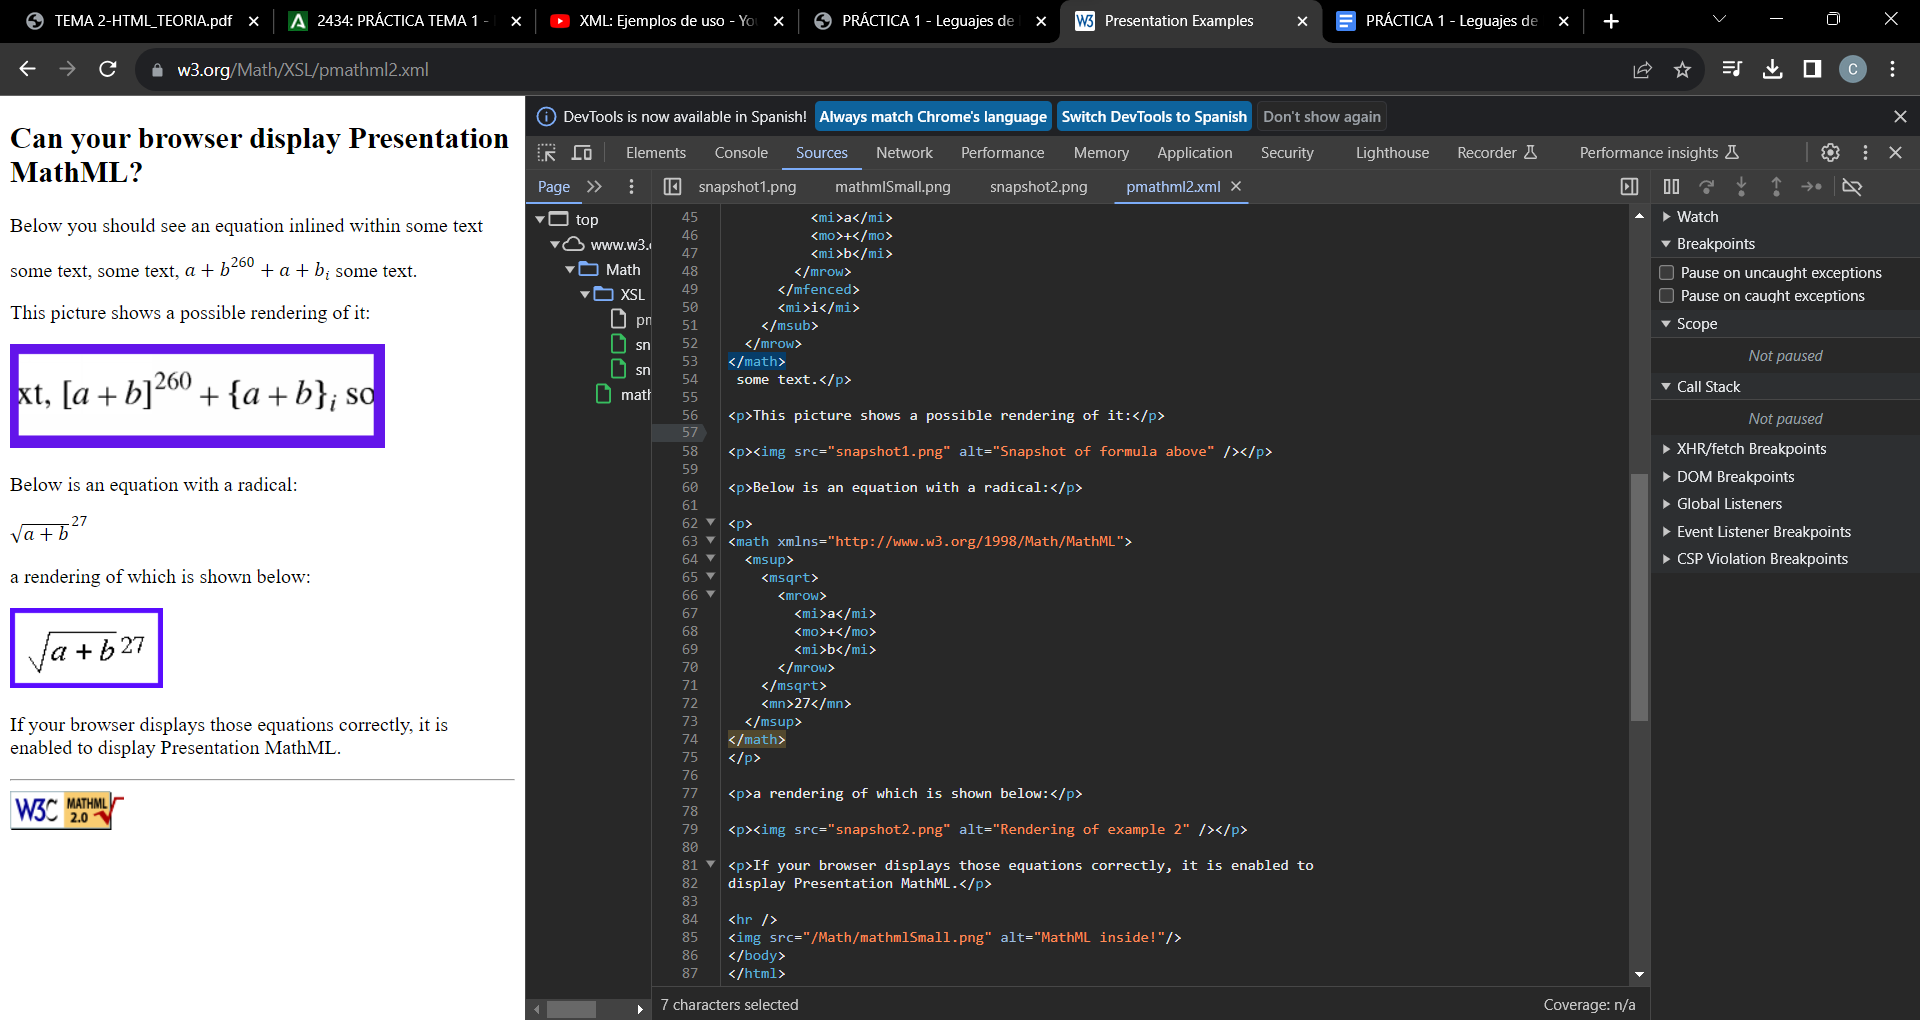 TEMA 2-HTML_TEORIA.pdf
2434: PRÁCTICA TEMA 1 -
XML: Ejemplos de uso - Yo
PRÁCTICA 1 - Leguajes de
Presentation Examples
PRÁCTICA 1 - Leguajes de
w3.org/Math/XSL/pmathml2.xml
C
Can your browser display Presentation
MathML?
Below you should see an equation inlined within some text
some text, some text, a + b^260 + a + b_i some text.
This picture shows a possible rendering of it:
xt, [a + b]^260 + {a + b}_i so
Below is an equation with a radical:
√(a + b)^27
a rendering of which is shown below:
√(a + b)^27
If your browser displays those equations correctly, it is
enabled to display Presentation MathML.
W3C MATHML 2.0
DevTools is now available in Spanish! Always match Chrome's language Switch DevTools to Spanish Don't show again
Elements Console Sources Network Performance Memory Application Security Lighthouse Recorder Performance insights
Page
snapshot1.png mathmlSmall.png snapshot2.png pmathml2.xml
top
www.w3.
Math
XSL
pm
sn
sn
math
45 <mi>a</mi>
46 <mo>+</mo>
47 <mi>b</mi>
48 </mrow>
49 </mfenced>
50 <mi>i</mi>
51 </msub>
52 </mrow>
53 </math>
54 some text.</p>
55
56 <p>This picture shows a possible rendering of it:</p>
57
58 <p><img src="snapshot1.png" alt="Snapshot of formula above" /></p>
59
60 <p>Below is an equation with a radical:</p>
61
62 <p>
63 <math xmlns="http://www.w3.org/1998/Math/MathML">
64 <msup>
65 <msqrt>
66 <mrow>
67 <mi>a</mi>
68 <mo>+</mo>
69 <mi>b</mi>
70 </mrow>
71 </msqrt>
72 <mn>27</mn>
73 </msup>
74 </math>
75 </p>
76
77 <p>a rendering of which is shown below:</p>
78
79 <p><img src="snapshot2.png" alt="Rendering of example 2" /></p>
80
81 <p>If your browser displays those equations correctly, it is enabled to
82 display Presentation MathML.</p>
83
84 <hr />
85 <img src="/Math/mathmlSmall.png" alt="MathML inside!"/>
86 </body>
87 </html>
7 characters selected
Coverage: n/a
Watch
Breakpoints
Pause on uncaught exceptions
Pause on caught exceptions
Scope
Not paused
Call Stack
Not paused
XHR/fetch Breakpoints
DOM Breakpoints
Global Listeners
Event Listener Breakpoints
CSP Violation Breakpoints